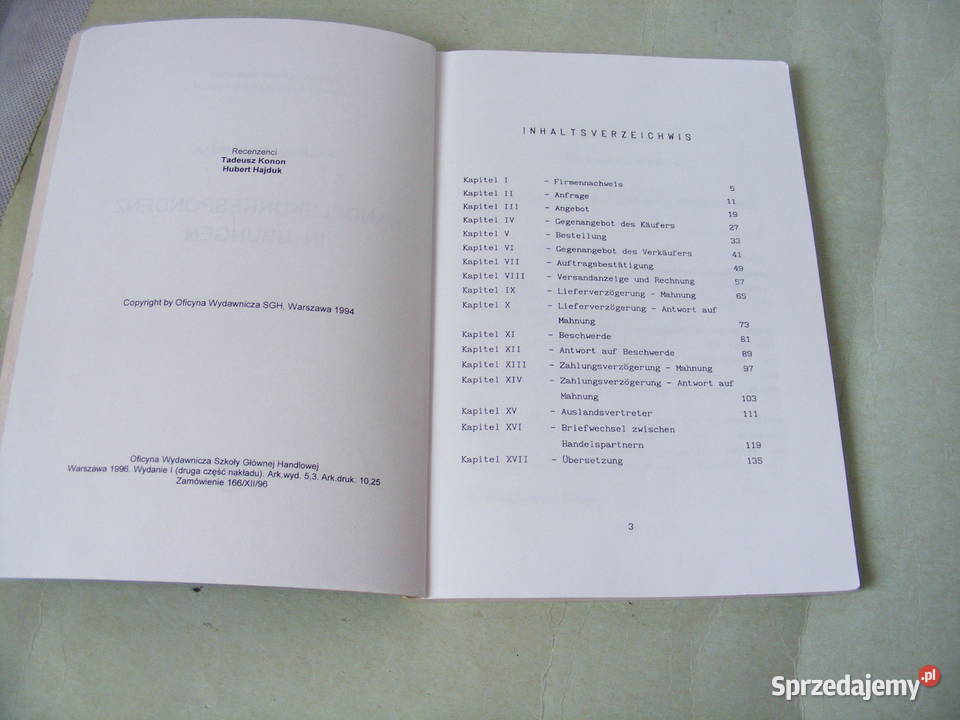 Recenzenci
Tadeusz Konon
Hubert Hajduk
Copyright by Oficyna Wydawnicza SGH, Warszawa 1994
Oficyna Wydawnicza Szkoły Głównej Handlowej
Warszawa 1996. Wydanie I (druga część nakładu). Ark.wyd. 5,3. Ark.druk. 10,25
Zamówienie 166/XII/96
INHALTSVERZEICHWIS
Kapitel I - Firmennachweis 5
Kapitel II - Anfrage 11
Kapitel III - Angebot 19
Kapitel IV - Gegenangebot des Käufers 27
Kapitel V - Bestellung 33
Kapitel VI - Gegenangebot des Verkäufers 41
Kapitel VII - Auftragsbestätigung 49
Kapitel VIII - Versandanzeige und Rechnung 57
Kapitel IX - Lieferverzögerung - Mahnung 65
Kapitel X - Lieferverzögerung - Antwort auf
Mahnung 73
Kapitel XI - Beschwerde 81
Kapitel XII - Antwort auf Beschwerde 89
Kapitel XIII - Zahlungsverzögerung - Mahnung 97
Kapitel XIV - Zahlungsverzögerung - Antwort auf
Mahnung 103
Kapitel XV - Auslandsvertreter 111
Kapitel XVI - Briefwechsel zwischen
Handelspartnern 119
Kapitel XVII - Übersetzung 135
3
Sprzedajemy.pl